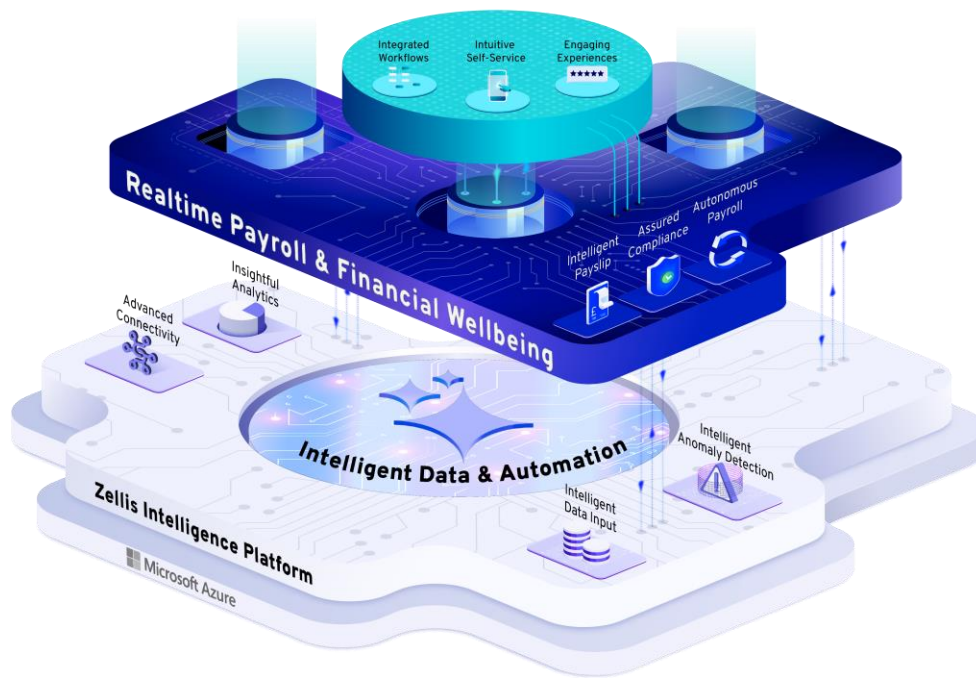 Integrated
Workflows
Intuitive
Self-Service
Engaging
Experiences
Realtime Payroll & Financial Wellbeing
Intelligent
Payslip
Assured
Compliance
Autonomous
Payroll
Insightful
Analytics
Advanced
Connectivity
Intelligent Data & Automation
Intelligent
Anomaly Detection
Intelligent
Data Input
Zellis Intelligence Platform
Microsoft Azure